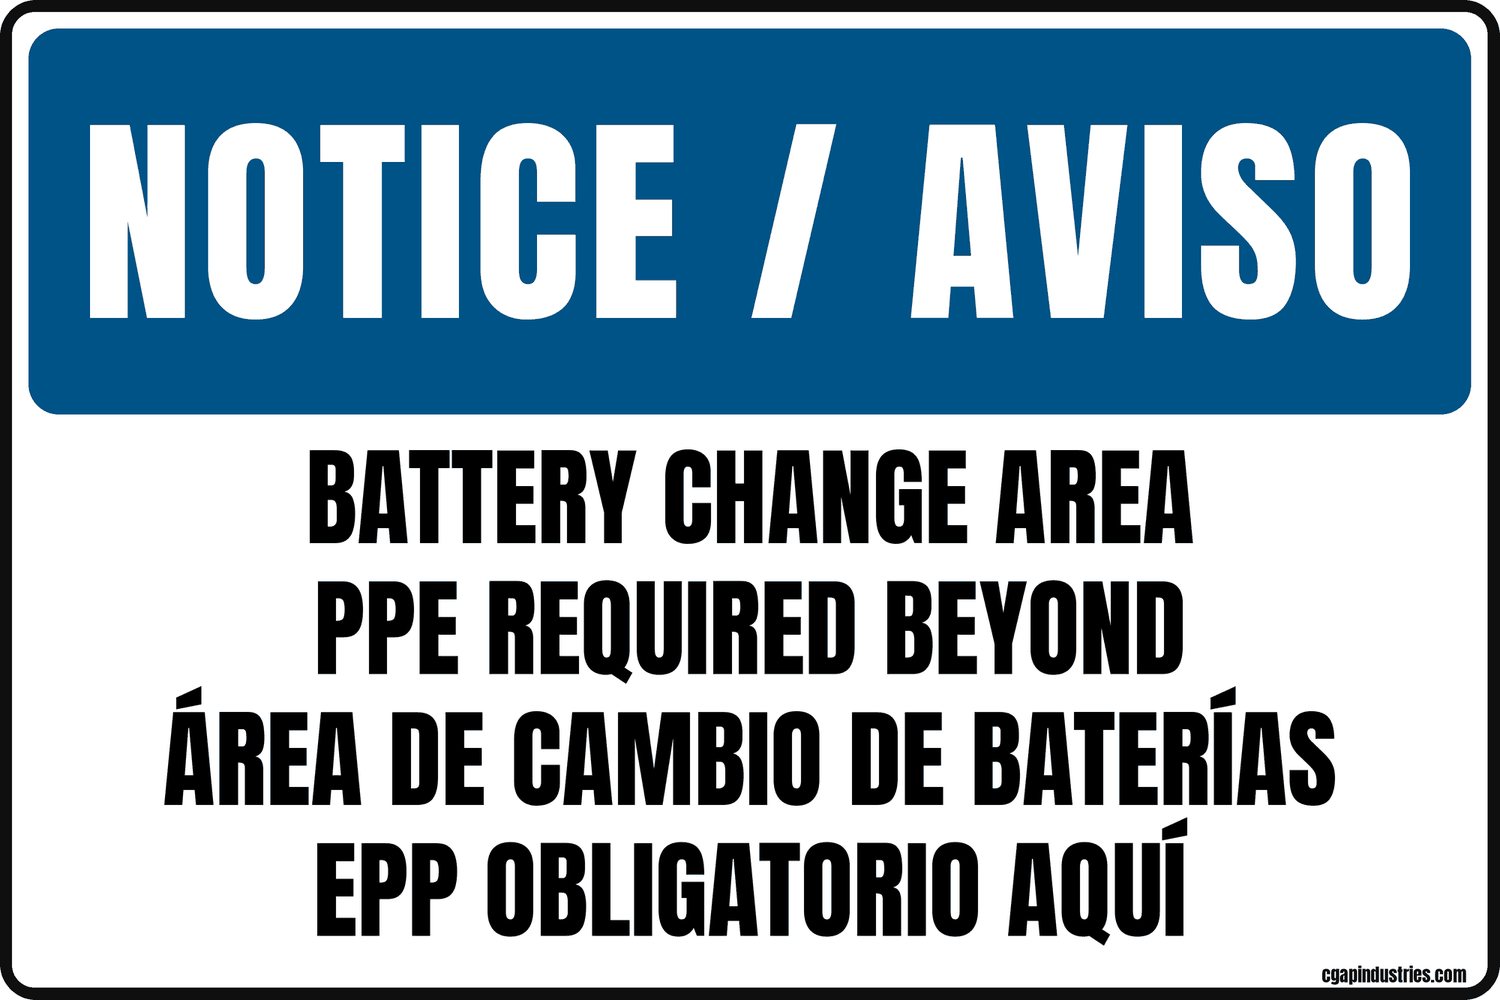 NOTICE / AVISO
BATTERY CHANGE AREA
PPE REQUIRED BEYOND
ÁREA DE CAMBIO DE BATERÍAS
EPP OBLIGATORIO AQUÍ
cgapindustries.com